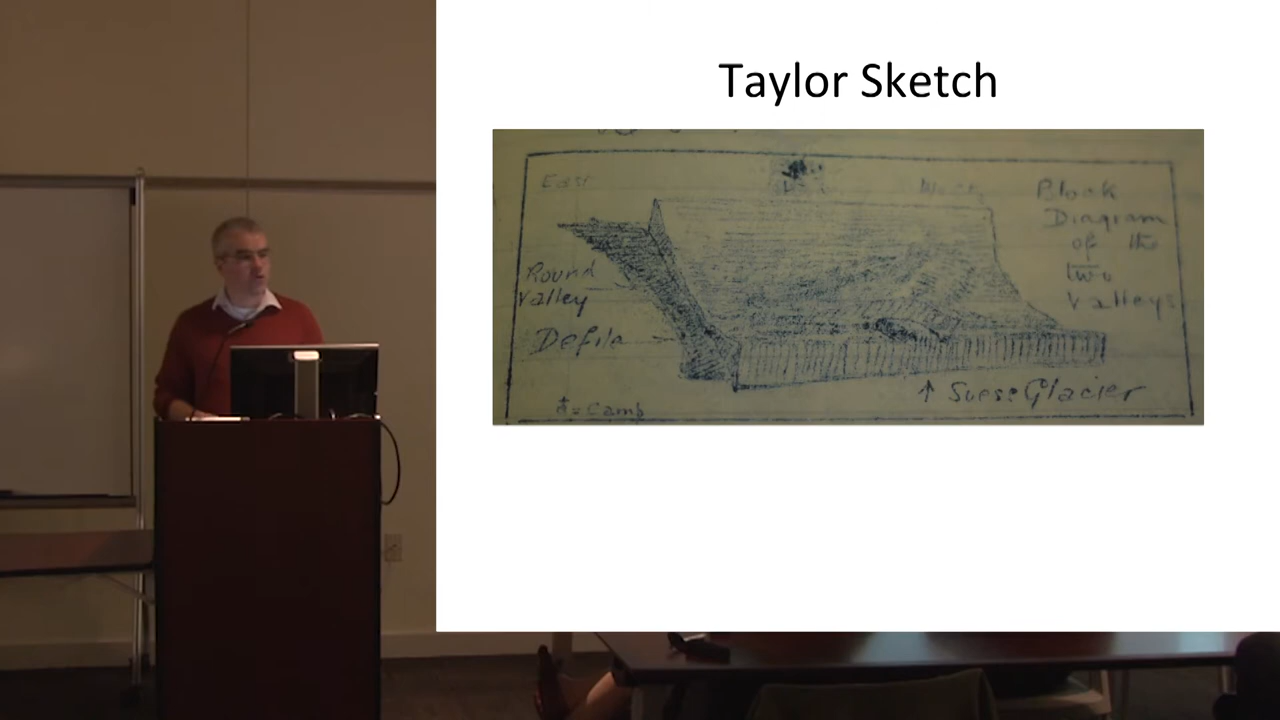 Taylor Sketch
East
West
Block
Diagram
of the
two
Valleys
Round
Valley
Defile
↑ Suess Glacier
= Camp